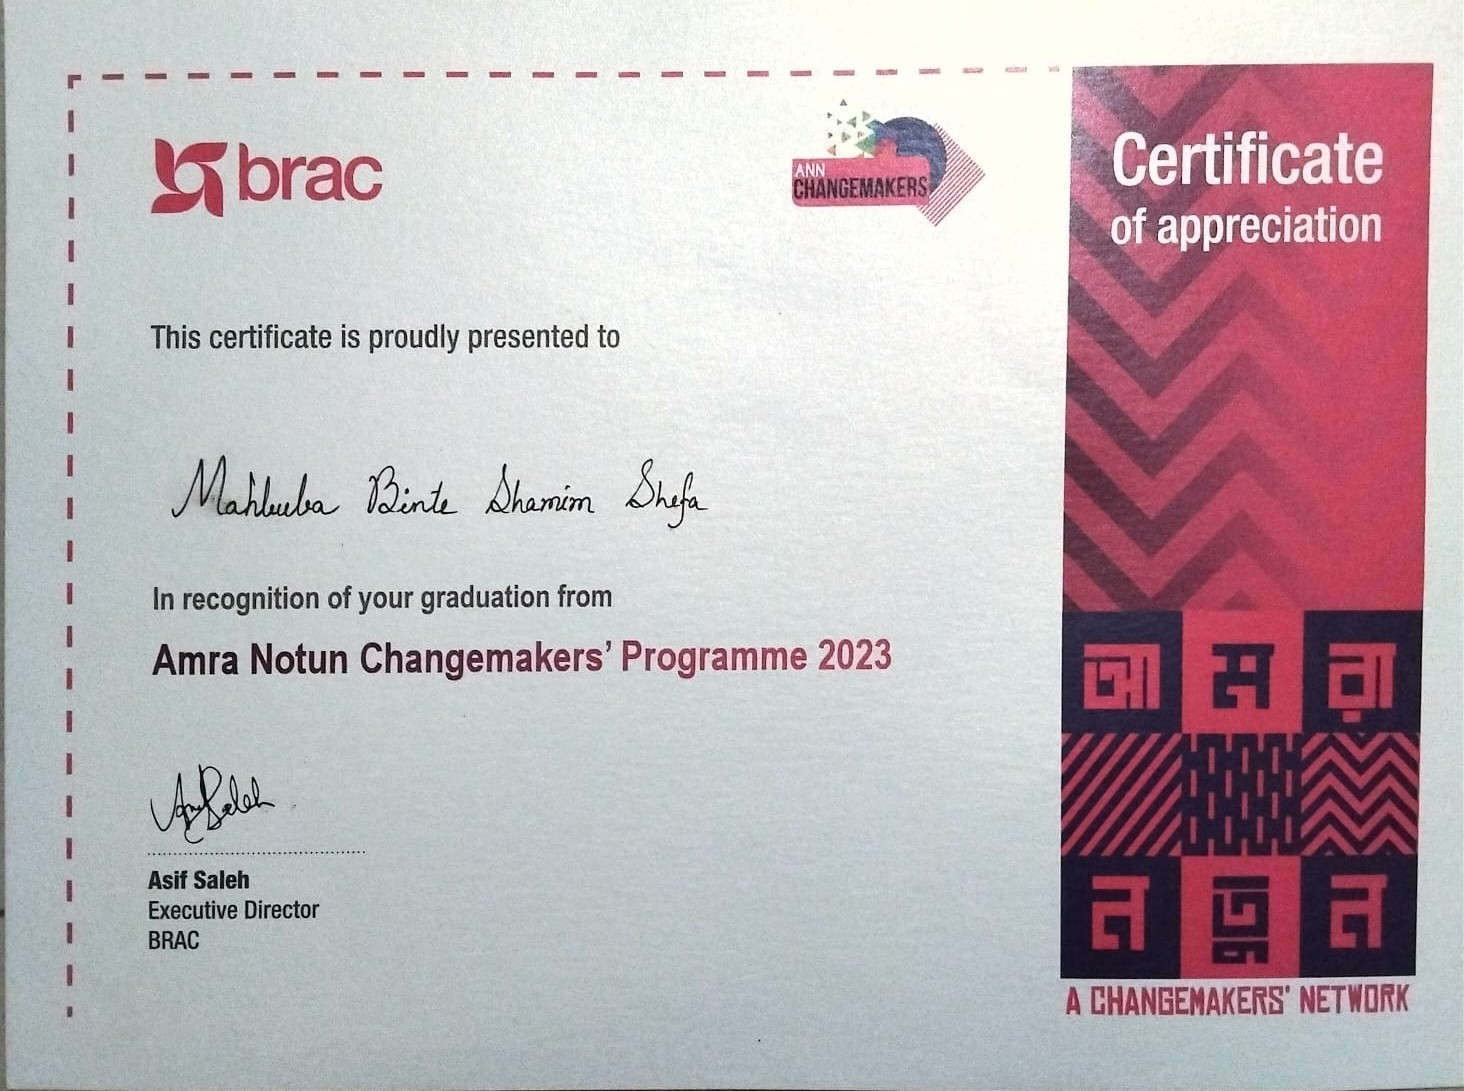 brac
ANN
CHANGEMAKERS
Certificate
of appreciation
This certificate is proudly presented to
Mahbuba Binte Shamim Shefa
In recognition of your graduation from
Amra Notun Changemakers' Programme 2023
Asif Saleh
Asif Saleh
Executive Director
BRAC
আমরা
নতুন
A CHANGEMAKERS' NETWORK